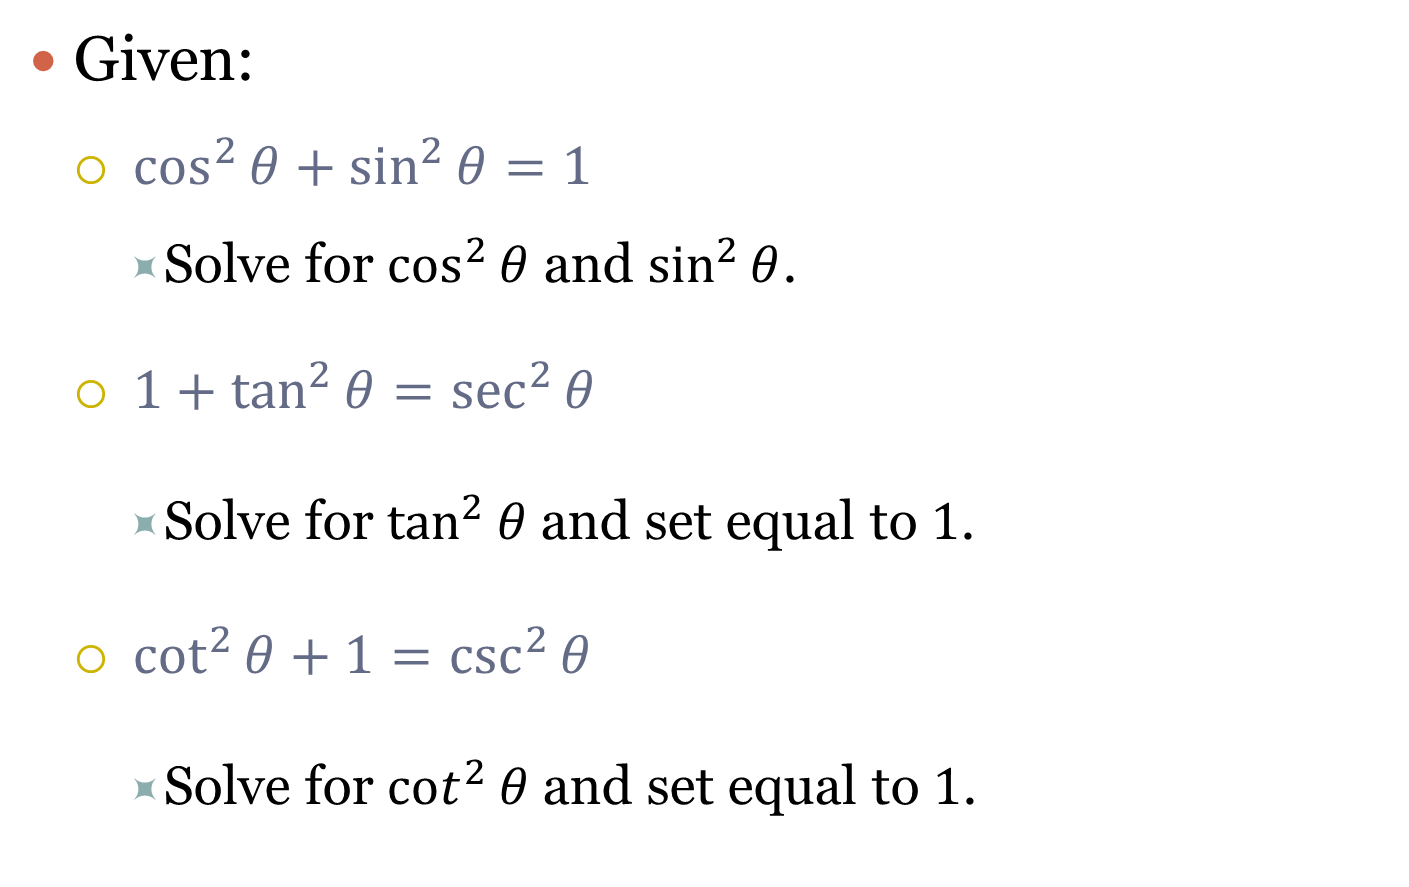 • Given:
○ cos² θ + sin² θ = 1
Solve for cos² θ and sin² θ.
○ 1 + tan² θ = sec² θ
Solve for tan² θ and set equal to 1.
○ cot² θ + 1 = csc² θ
Solve for cot² θ and set equal to 1.